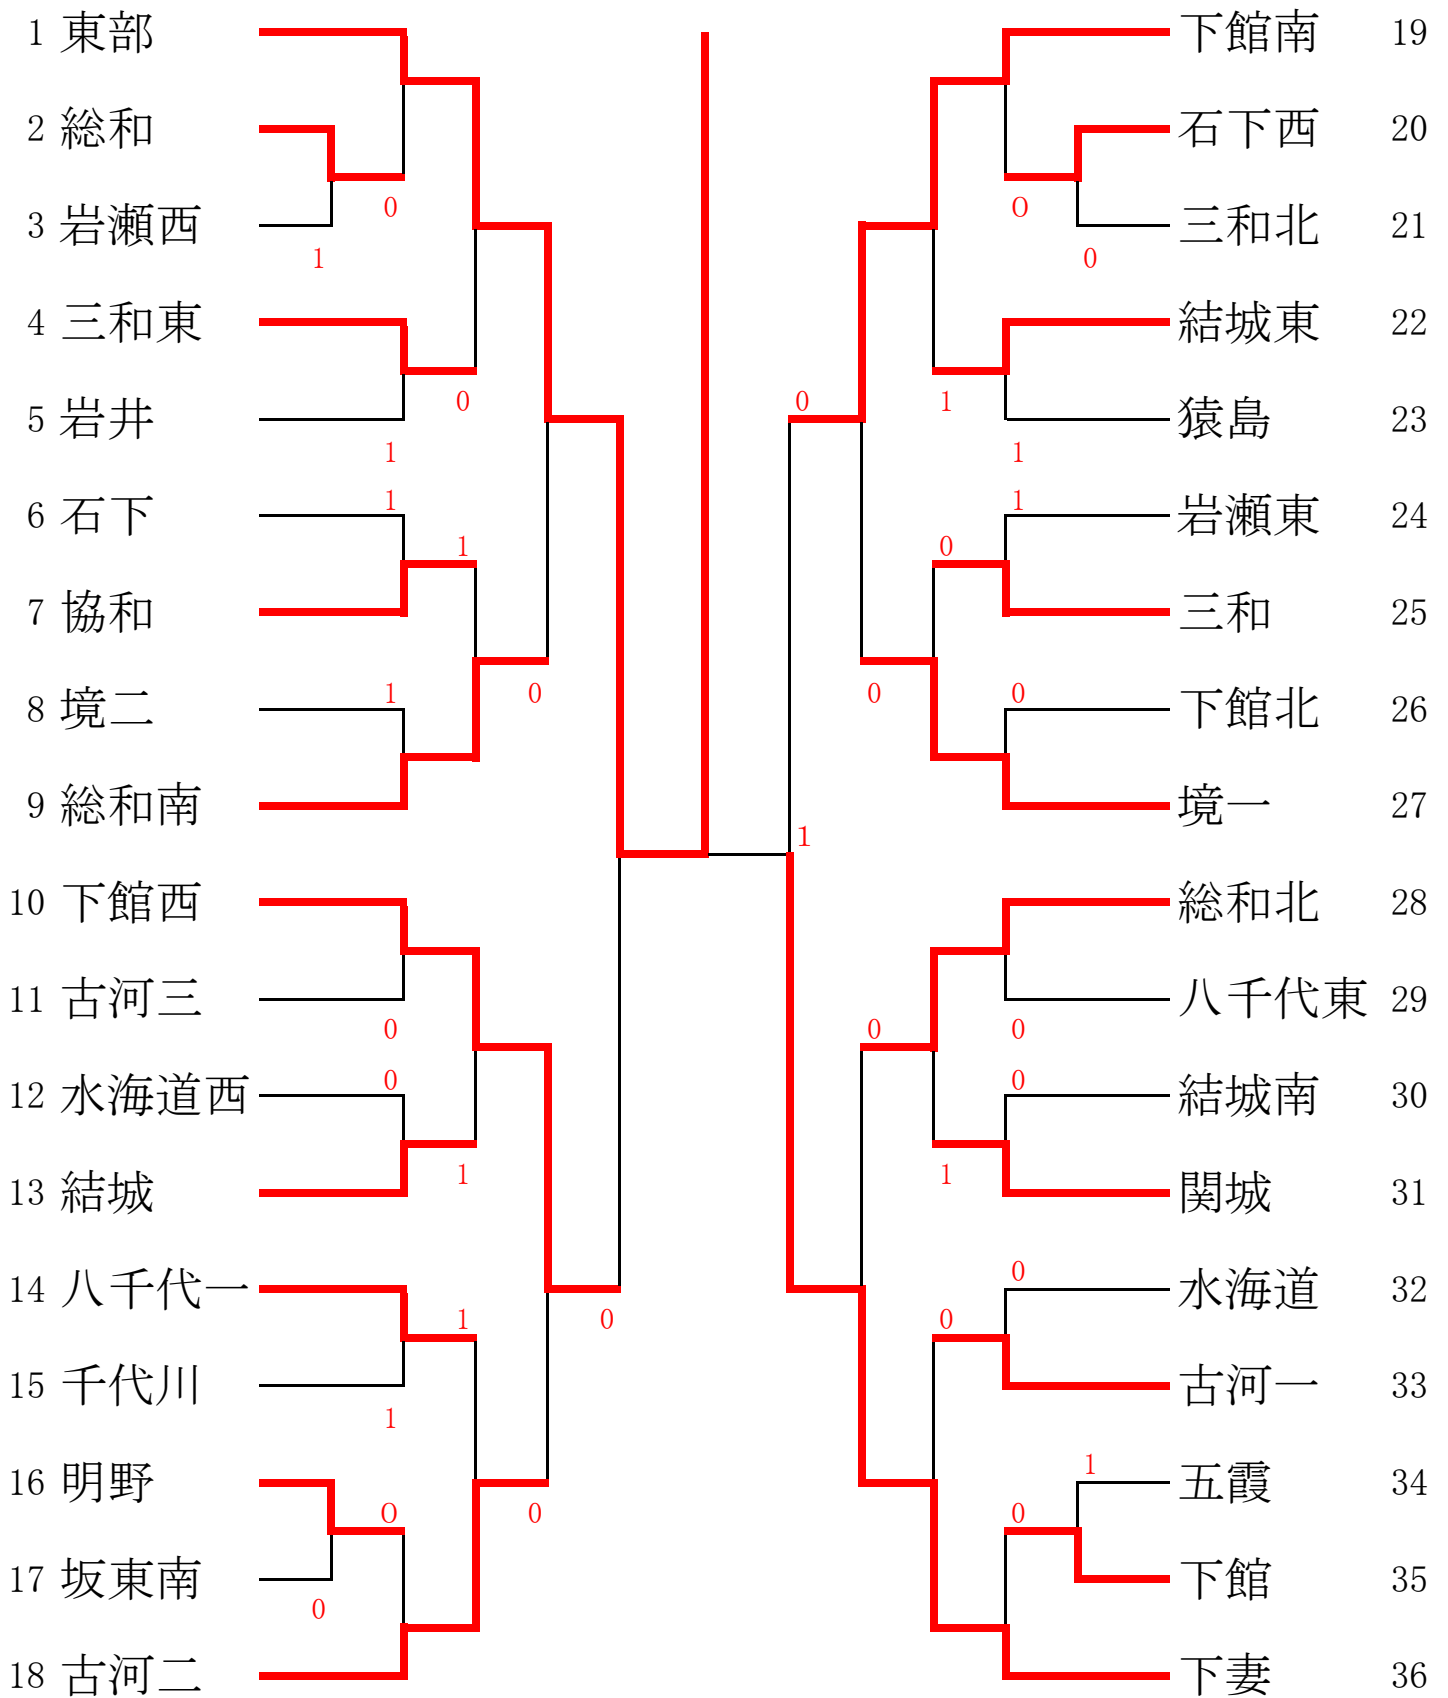 1 東部
2 総和
0
3 岩瀬西
1
4 三和東
0
5 岩井
1
6 石下
1
1
7 協和
8 境二
1
0
9 総和南
10 下館西
11 古河三
0
12 水海道西
0
13 結城
1
14 八千代一
1
0
15 千代川
1
16 明野
O
0
17 坂東南
0
18 古河二
下館南 19
石下西 20
O
三和北 21
0
結城東 22
0
1
猿島 23
1
岩瀬東 24
1
0
三和 25
下館北 26
0
0
境一 27
1
総和北 28
八千代東 29
0
0
結城南 30
0
関城 31
1
水海道 32
0
0
古河一 33
五霞 34
1
0
下館 35
下妻 36